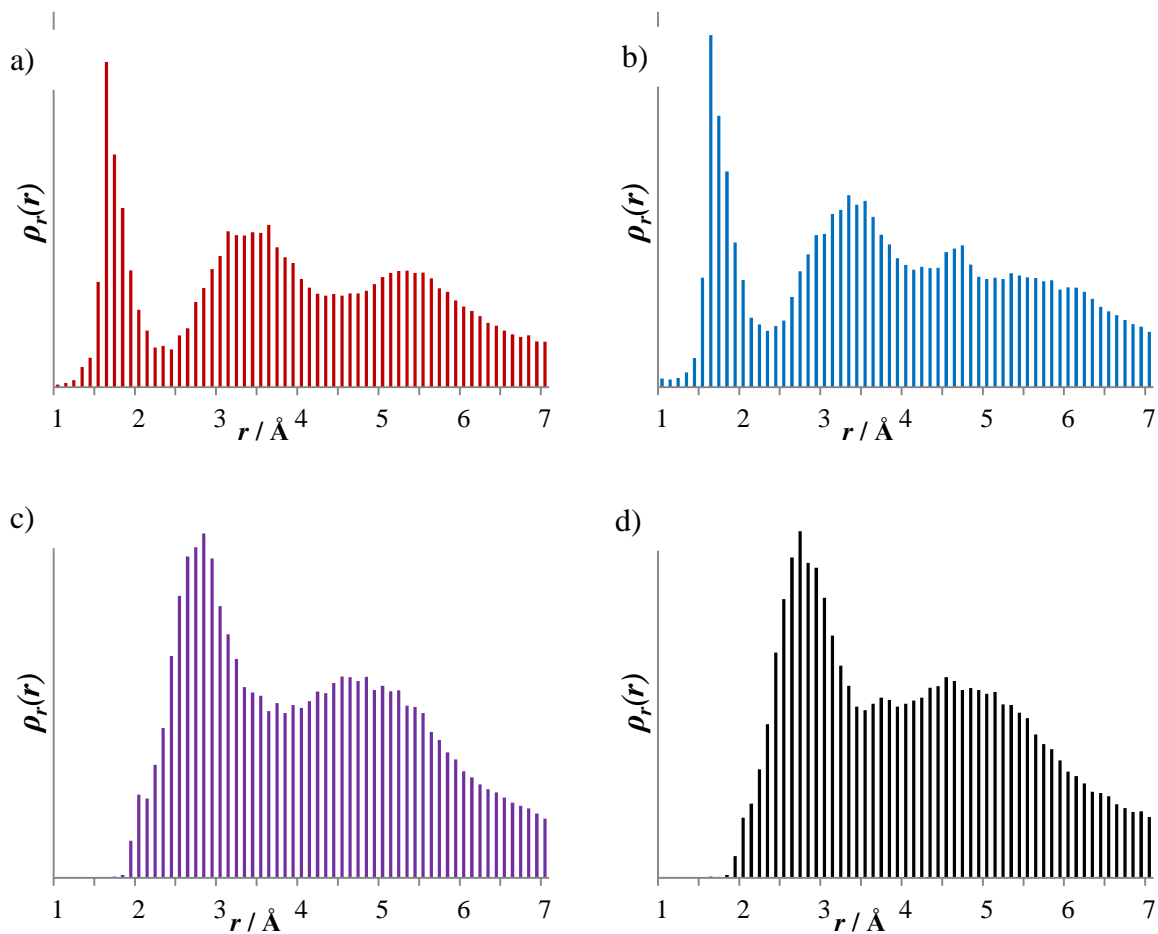 a)
ρr(r)
1 2 3 4 5 6 7
r / Å
b)
ρr(r)
1 2 3 4 5 6 7
r / Å
c)
ρr(r)
1 2 3 4 5 6 7
r / Å
d)
ρr(r)
1 2 3 4 5 6 7
r / Å